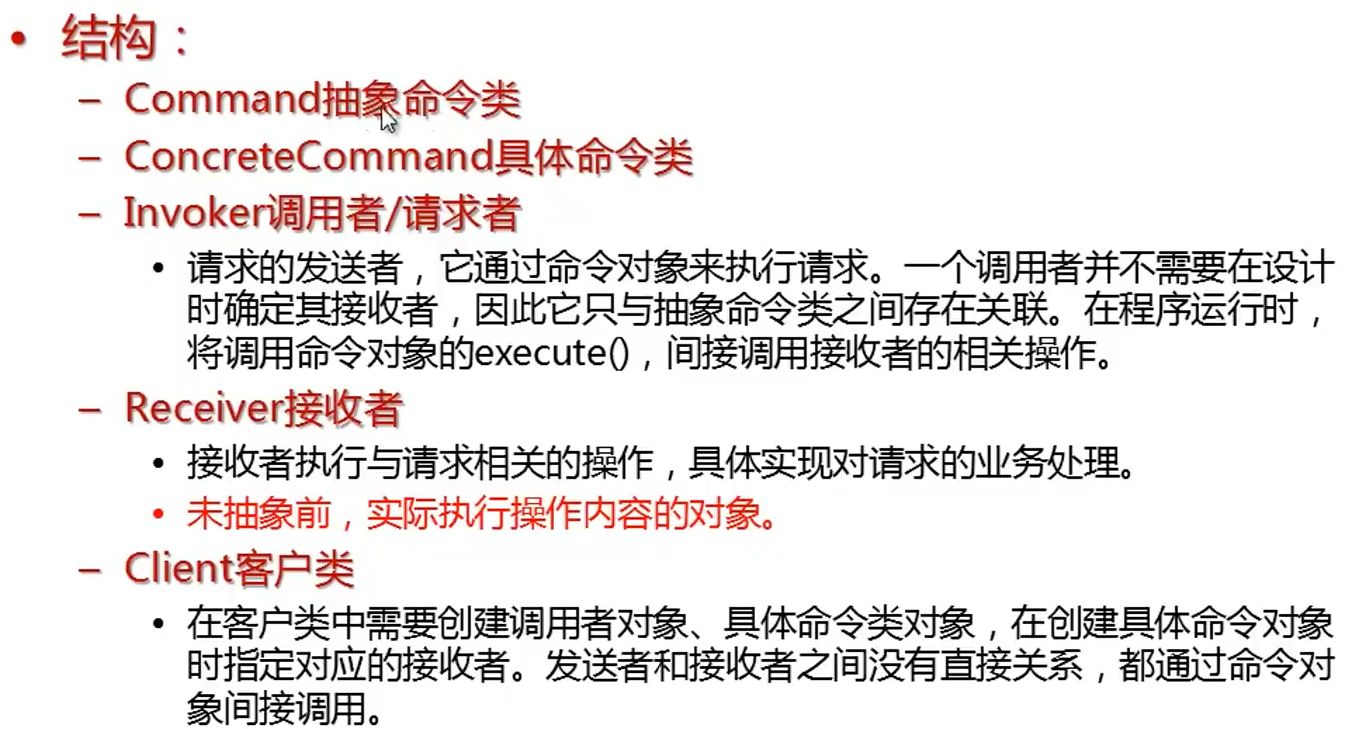 • 结构：
– Command抽象命令类
– ConcreteCommand具体命令类
– Invoker调用者/请求者
• 请求的发送者，它通过命令对象来执行请求。一个调用者并不需要在设计
时确定其接收者，因此它只与抽象命令类之间存在关联。在程序运行时，
将调用命令对象的execute()，间接调用接收者的相关操作。
– Receiver接收者
• 接收者执行与请求相关的操作，具体实现对请求的业务处理。
• 未抽象前，实际执行操作内容的对象。
– Client客户类
• 在客户类中需要创建调用者对象、具体命令类对象，在创建具体命令对象
时指定对应的接收者。发送者和接收者之间没有直接关系，都通过命令对
象间接调用。